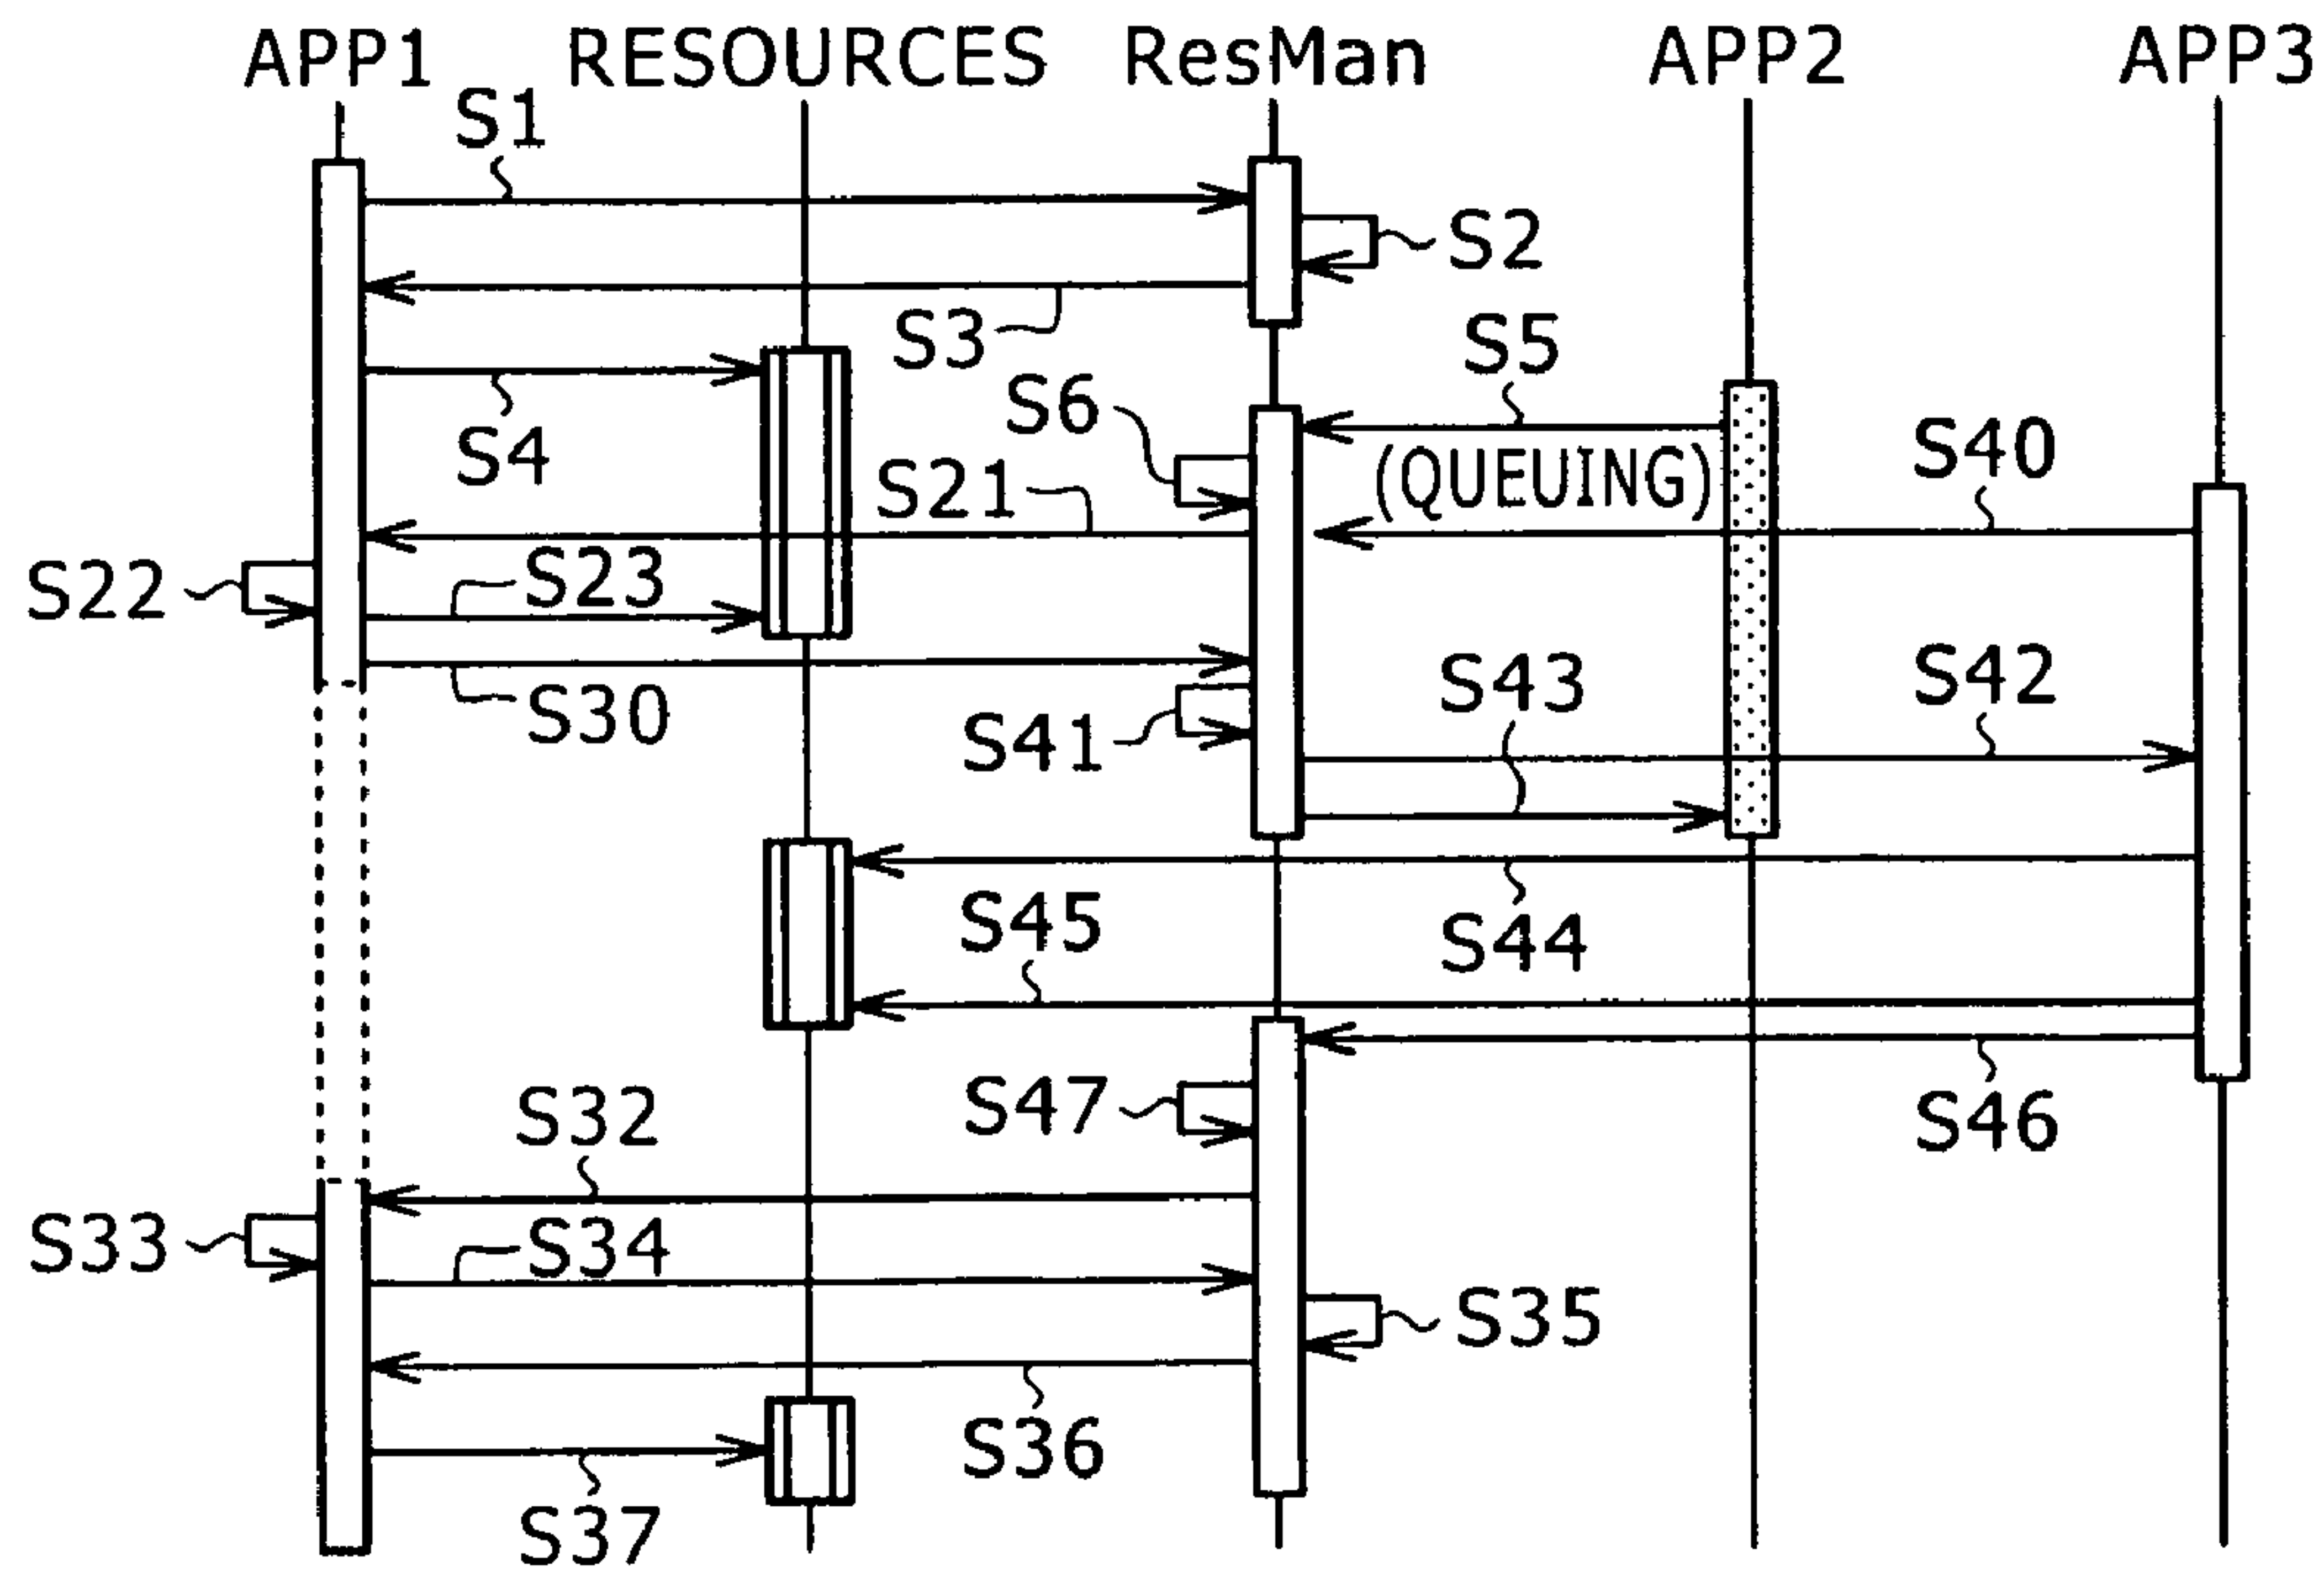 APP1 RESOURCES ResMan APP2 APP3
S1
S2
S3
S5
S6
S4
S21
(QUEUING)
S40
S22
S23
S30
S41
S43
S42
S45
S44
S47
S46
S32
S33
S34
S35
S36
S37